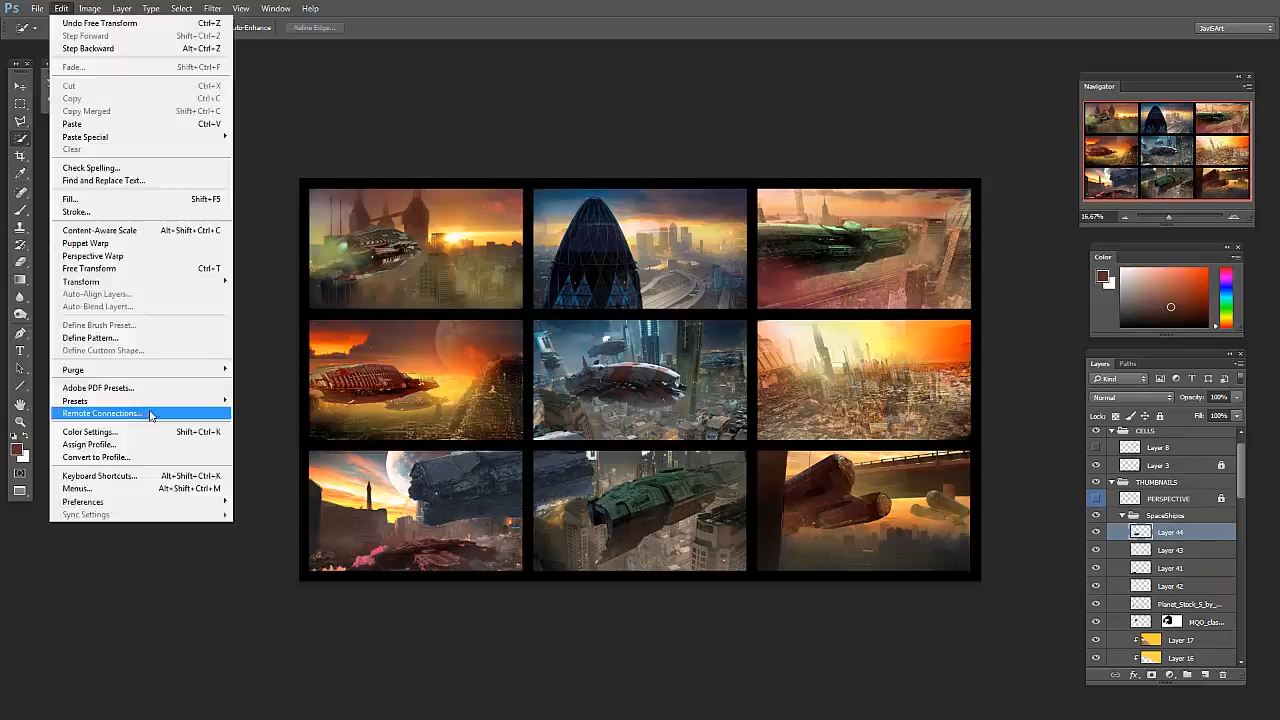 Ps File Edit Image Layer Type Select Filter View Window Help
Auto-Enhance Refine Edge... JaviSArt
Undo Free Transform Ctrl+Z
Step Forward Shift+Ctrl+Z
Step Backward Alt+Ctrl+Z
Fade... Shift+Ctrl+F
Cut Ctrl+X
Copy Ctrl+C
Copy Merged Shift+Ctrl+C
Paste Ctrl+V
Paste Special
Clear
Check Spelling...
Find and Replace Text...
Fill... Shift+F5
Stroke...
Content-Aware Scale Alt+Shift+Ctrl+C
Puppet Warp
Perspective Warp
Free Transform Ctrl+T
Transform
Auto-Align Layers...
Auto-Blend Layers...
Define Brush Preset...
Define Pattern...
Define Custom Shape...
Purge
Adobe PDF Presets...
Presets
Remote Connections...
Color Settings... Shift+Ctrl+K
Assign Profile...
Convert to Profile...
Keyboard Shortcuts... Alt+Shift+Ctrl+K
Menus... Alt+Shift+Ctrl+M
Preferences
Sync Settings
Navigator
16.67%
Color
Layers Paths
Kind
Normal Opacity: 100%
Lock: Fill: 100%
CELLS
Layer 8
Layer 3
THUMBNAILS
PERSPECTIVE
SpaceShips
Layer 44
Layer 43
Layer 41
Layer 42
Planet_Stock_5_by_...
MQO_clas...
Layer 17
Layer 16